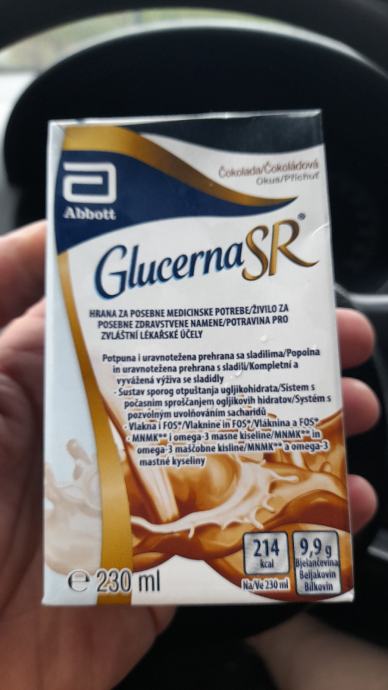 Čokolada/Čokoládová
Okus/Příchuť
Abbott
GlucernaSR®
HRANA ZA POSEBNE MEDICINSKE POTREBE/ŽIVILO ZA
POSEBNE ZDRAVSTVENE NAMENE/POTRAVINA PRO
ZVLÁŠTNÍ LÉKAŘSKÉ ÚČELY
Potpuna i uravnotežena prehrana sa sladilima/Popolna
in uravnotežena prehrana s sladili/Kompletní a
vyvážená výživa se sladidly
- Sustav sporog otpuštanja ugljikohidrata/Sistem s
počasnim sproščanjem ogljikovih hidratov/Systém s
pozvolným uvolňováním sacharidů
- Vlakna i FOS*/Vlaknine in FOS*/Vláknina a FOS*
- MNMK** i omega-3 masne kiseline/MNMK** in
omega-3 maščobne kisline/MNMK** a omega-3
mastné kyseliny
214
kcal
9,9 g
Bjelančevina
Beljakovin
Bílkovin
Na/Ve 230 ml
℮ 230 ml